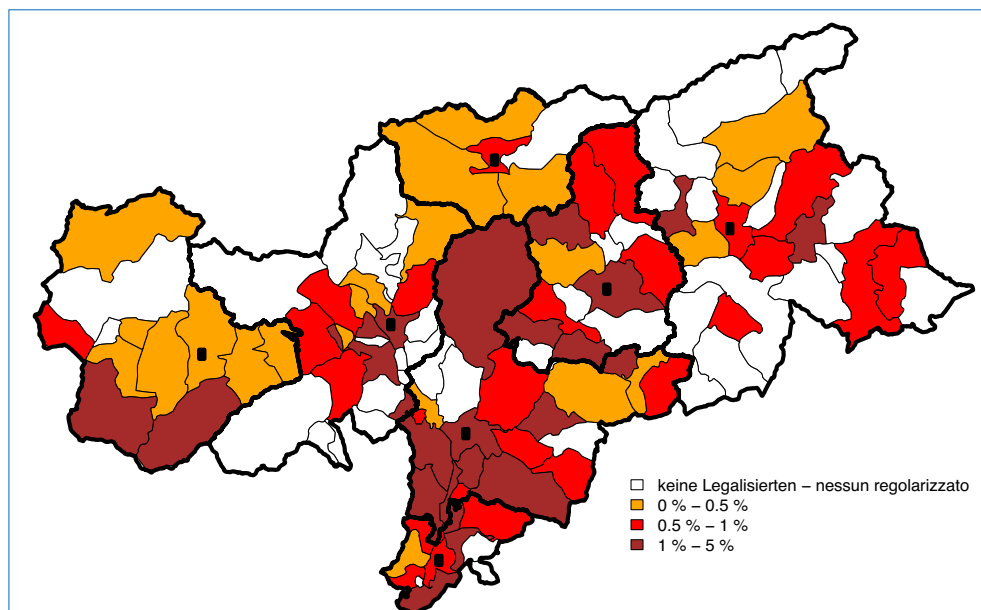 keine Legalisierten – nessun regolarizzato
0 % – 0.5 %
0.5 % – 1 %
1 % – 5 %